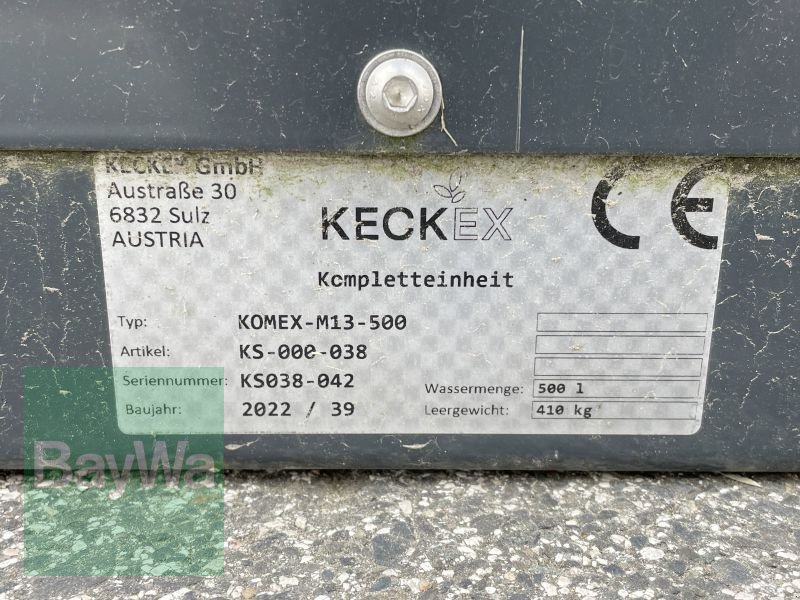 KECKEX GmbH
Austraße 30
6832 Sulz
AUSTRIA
KECKEX
CE
Kompletteinheit
Typ: KOMEX-M13-500
Artikel: KS-000-038
Seriennummer: KS038-042
Baujahr: 2022 / 39
Wassermenge: 500 l
Leergewicht: 410 kg
BayWa